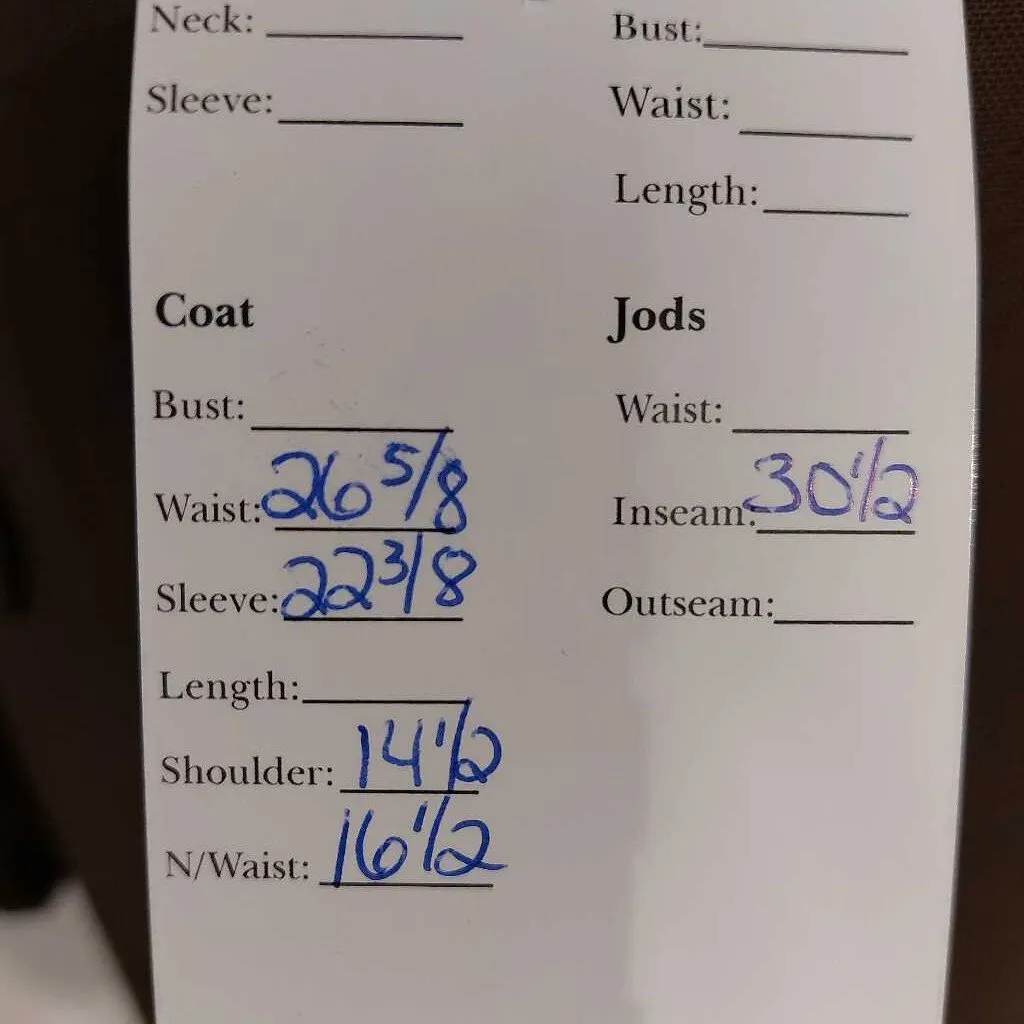 Neck:
Sleeve:
Bust:
Waist:
Length:
Coat
Bust:
Waist: 26 5/8
Sleeve: 22 3/8
Length:
Shoulder: 14 1/2
N/Waist: 16 1/2
Jods
Waist:
Inseam: 30 1/2
Outseam: